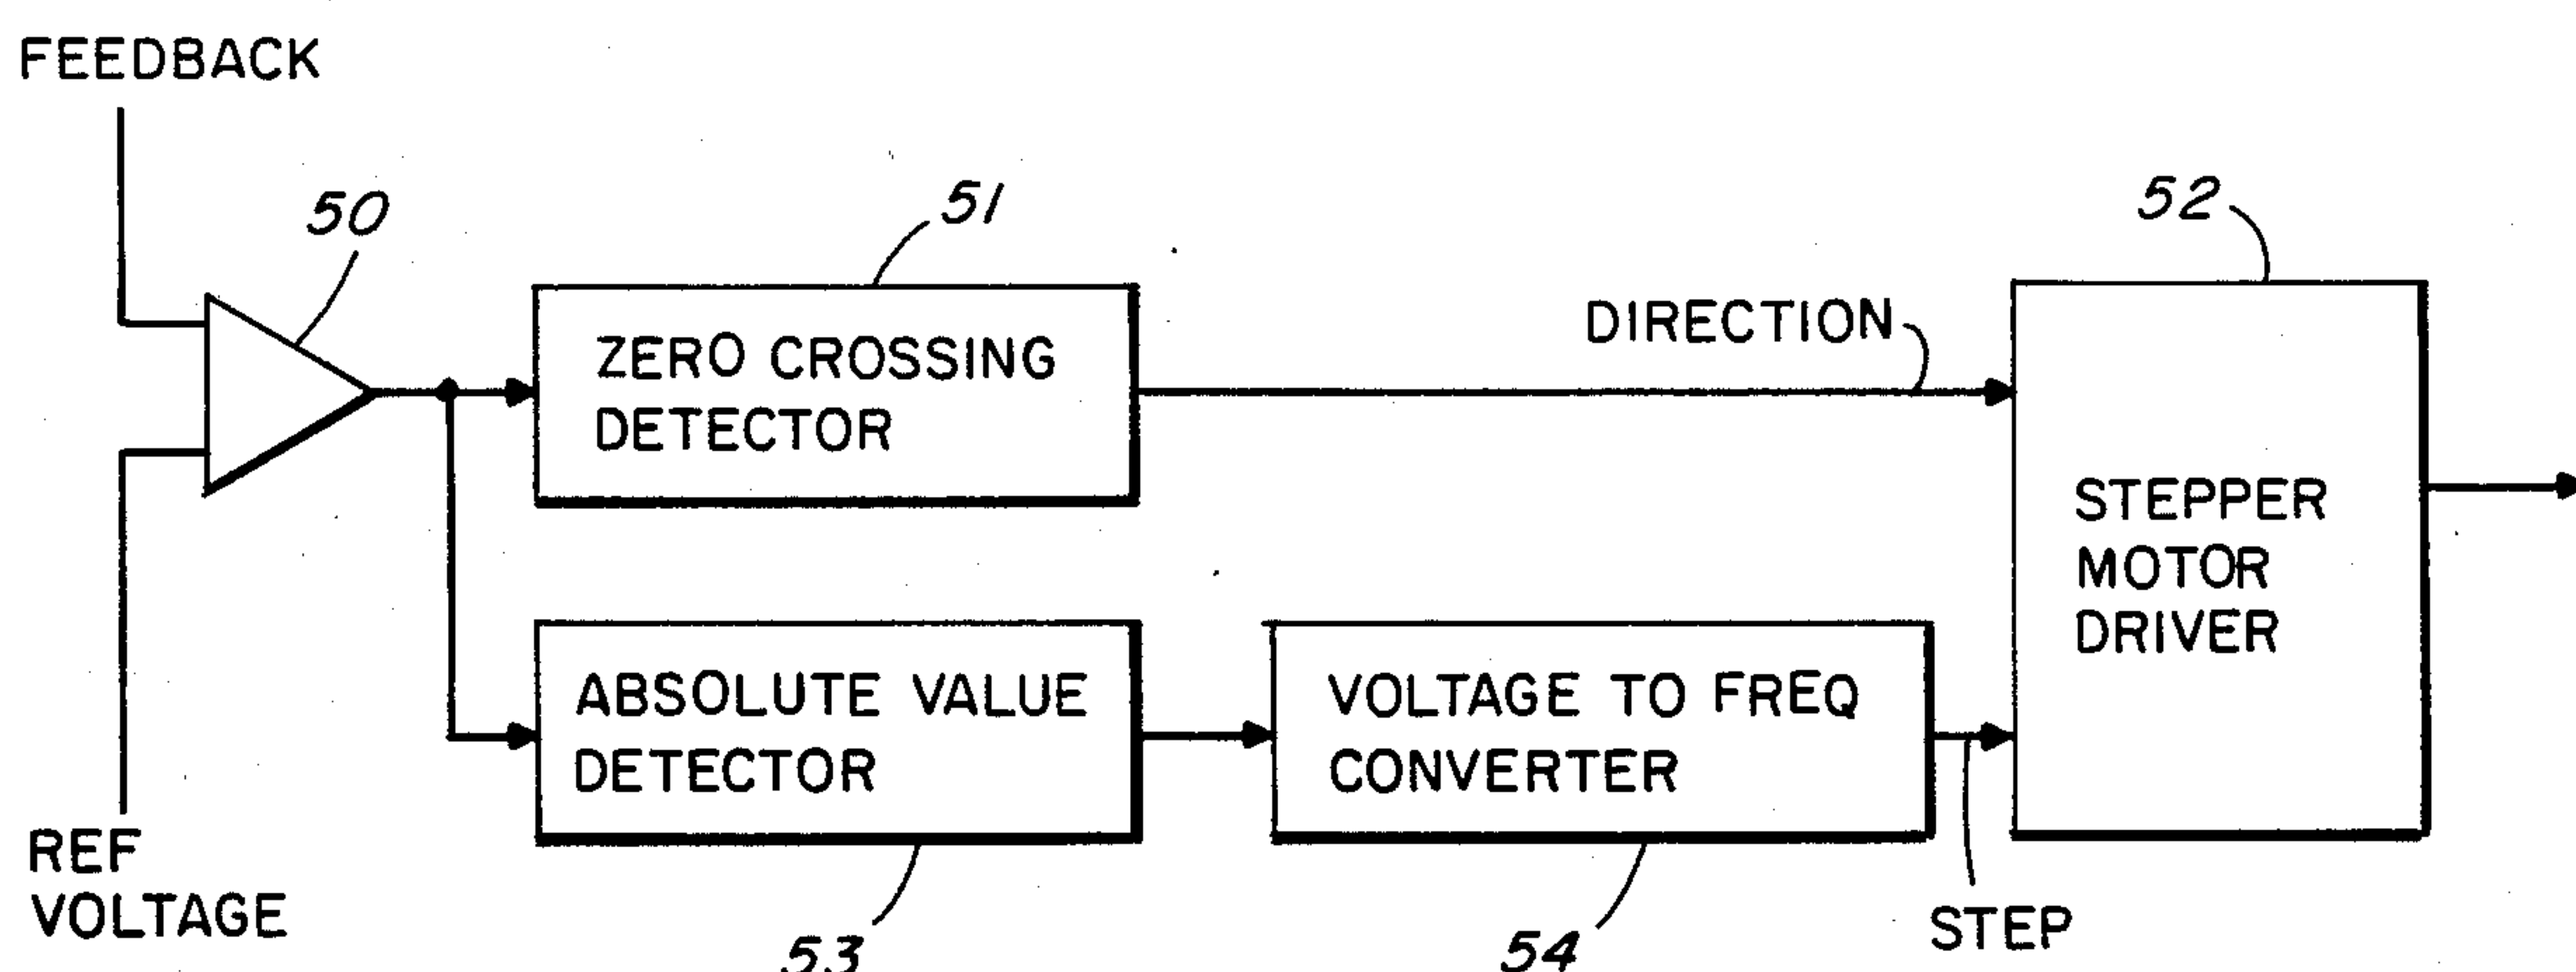 FEEDBACK
50
51
52
ZERO CROSSING
DETECTOR
DIRECTION
STEPPER
MOTOR
DRIVER
ABSOLUTE VALUE
DETECTOR
VOLTAGE TO FREQ
CONVERTER
REF
VOLTAGE
53
54
STEP